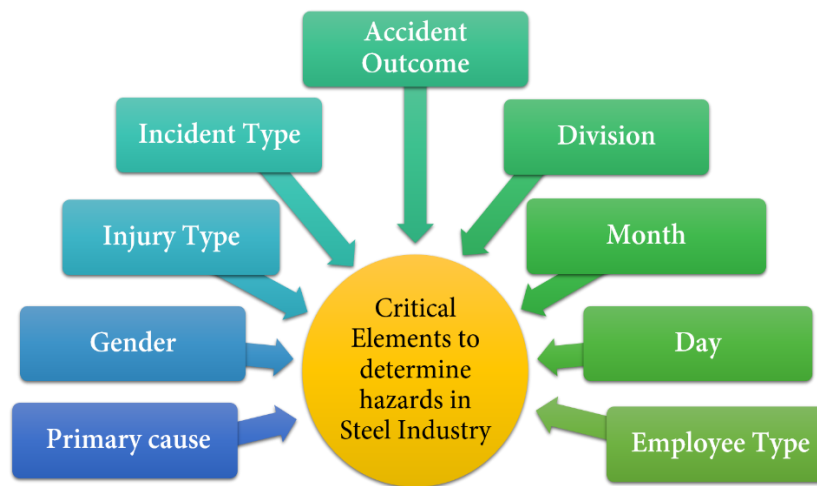 Accident
Outcome
Incident Type
Division
Injury Type
Month
Gender
Day
Primary cause
Employee Type
Critical
Elements to
determine
hazards in
Steel Industry